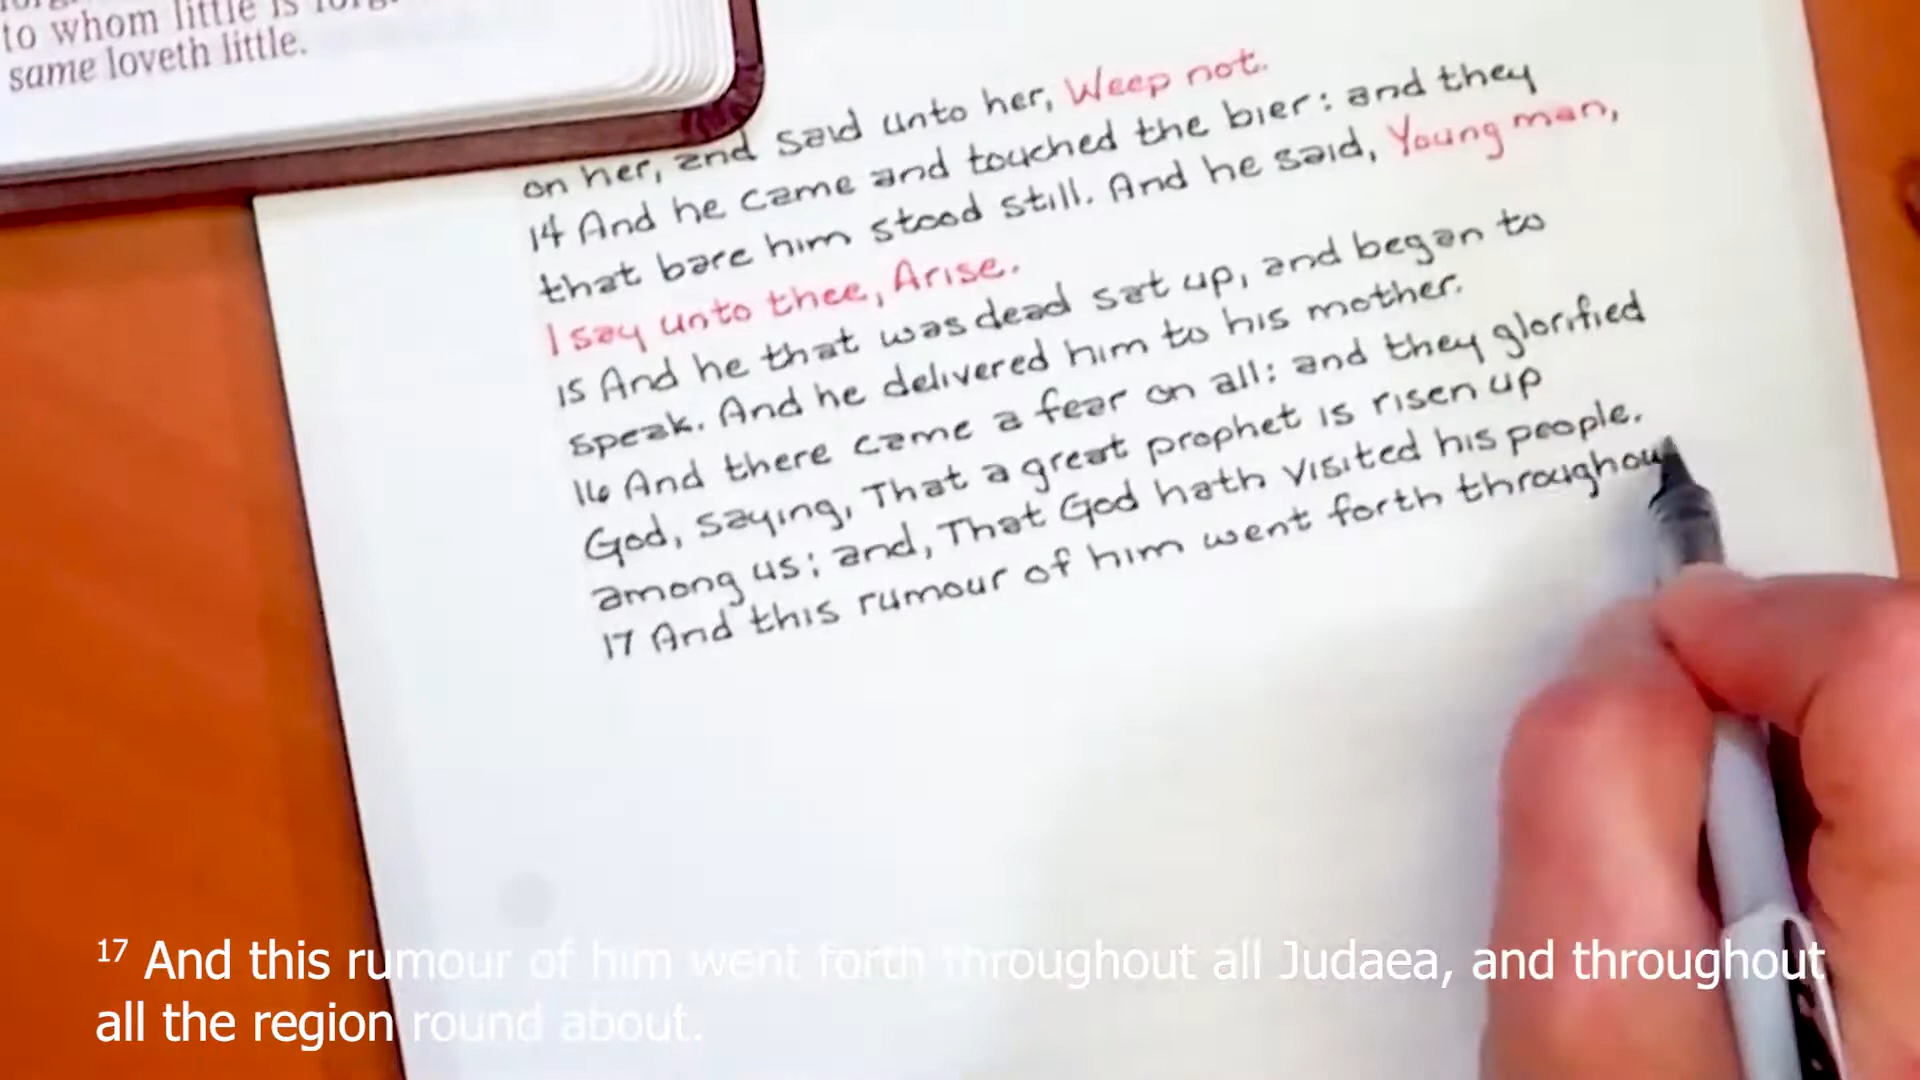 to whom little is
same loveth little.
on her, and said unto her, Weep not.
14 And he came and touched the bier: and they
that bare him stood still. And he said, Young man,
I say unto thee, Arise.
15 And he that was dead sat up, and began to
speak. And he delivered him to his mother.
16 And there came a fear on all: and they glorified
God, saying, That a great prophet is risen up
among us; and, That God hath visited his people.
17 And this rumour of him went forth throughou
17 And this rumour of him went forth throughout all Judaea, and throughout
all the region round about.